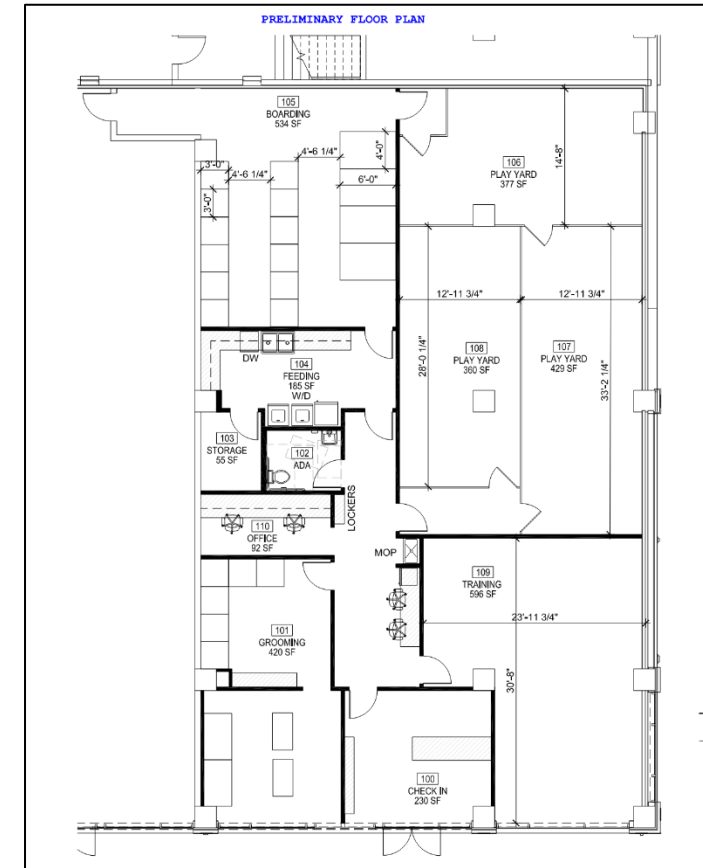 PRELIMINARY FLOOR PLAN
105
BOARDING
534 SF
4'-6 1/4"
4'-0"
3'-0"
4'-6 1/4"
6'-0"
3'-0"
106
PLAY YARD
377 SF
14'-8"
12'-11 3/4"
12'-11 3/4"
108
PLAY YARD
360 SF
28'-0 1/4"
107
PLAY YARD
429 SF
33'-2 1/4"
DW
104
FEEDING
185 SF
W/D
103
STORAGE
55 SF
102
ADA
LOCKERS
110
OFFICE
92 SF
MOP
109
TRAINING
596 SF
23'-11 3/4"
30'-8"
101
GROOMING
420 SF
100
CHECK IN
230 SF